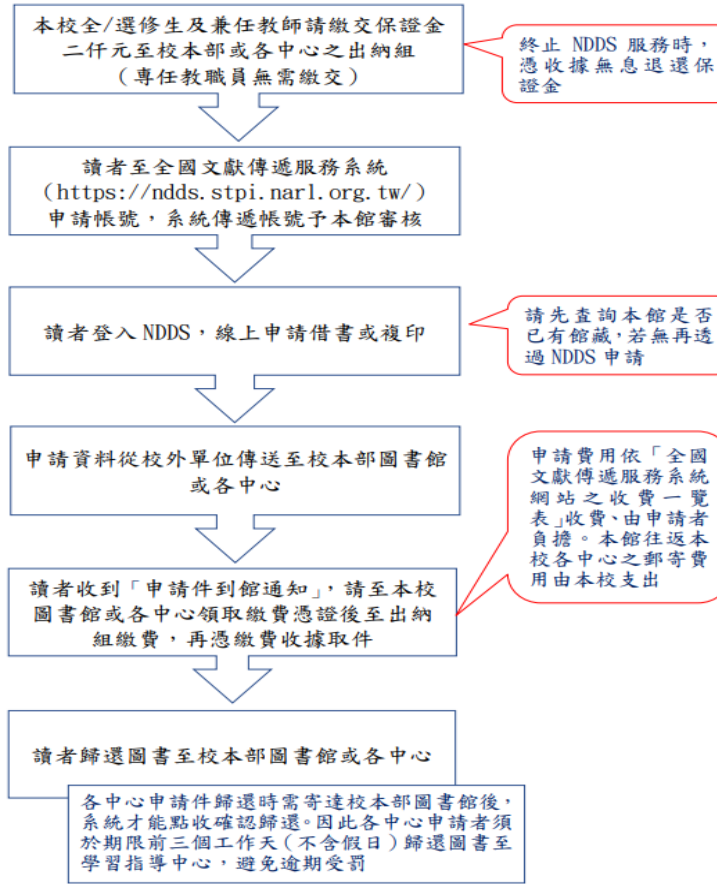 本校全/選修生及兼任教師請繳交保證金
二仟元至校本部或各中心之出納組
（專任教職員無需繳交）
終止 NDDS 服務時，
憑收據無息退還保
證金
讀者至全國文獻傳遞服務系統
（https://ndds.stpi.narl.org.tw/）
申請帳號，系統傳遞帳號予本館審核
讀者登入 NDDS，線上申請借書或複印
請先查詢本館是否
已有館藏，若無再透
過 NDDS 申請
申請資料從校外單位傳送至校本部圖書館
或各中心
申請費用依「全國
文獻傳遞服務系統
網站之收費一覽
表」收費、由申請者
負擔。本館往返本
校各中心之郵寄費
用由本校支出
讀者收到「申請件到館通知」，請至本校
圖書館或各中心領取繳費憑證後至出納
組繳費，再憑繳費收據取件
讀者歸還圖書至校本部圖書館或各中心
各中心申請件歸還時需寄達校本部圖書館後，
系統才能點收確認歸還。因此各中心申請者須
於期限前三個工作天（不含假日）歸還圖書至
學習指導中心，避免逾期受罰